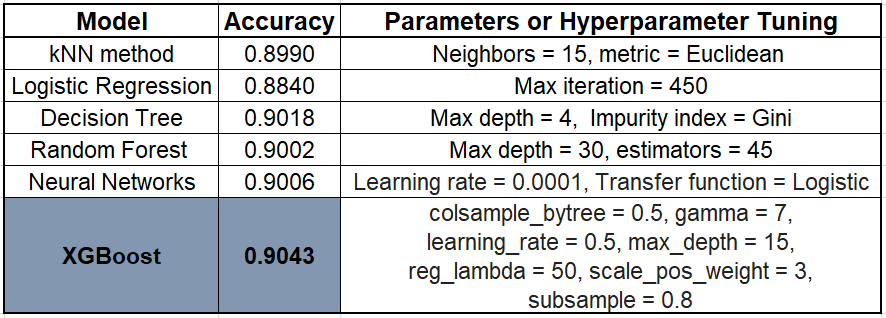 Model Accuracy Parameters or Hyperparameter Tuning
kNN method 0.8990 Neighbors = 15, metric = Euclidean
Logistic Regression 0.8840 Max iteration = 450
Decision Tree 0.9018 Max depth = 4, Impurity index = Gini
Random Forest 0.9002 Max depth = 30, estimators = 45
Neural Networks 0.9006 Learning rate = 0.0001, Transfer function = Logistic
XGBoost 0.9043
colsample_bytree = 0.5, gamma = 7,
learning_rate = 0.5, max_depth = 15,
reg_lambda = 50, scale_pos_weight = 3,
subsample = 0.8